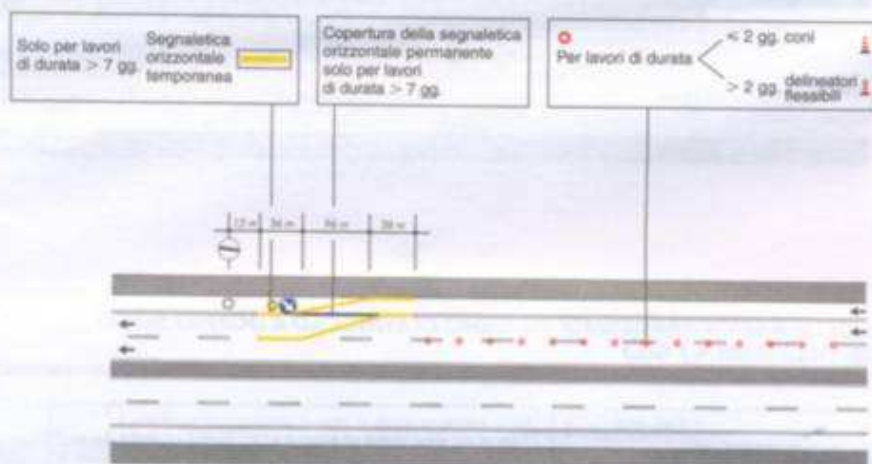 Solo per lavori
di durata > 7 gg.
Segnaletica
orizzontale
temporanea
Copertura della segnaletica
orizzontale permanente
solo per lavori
di durata > 7 gg.
Per lavori di durata
≤ 2 gg. coni
> 2 gg. delineatori
flessibili
12 m 36 m 96 m 36 m